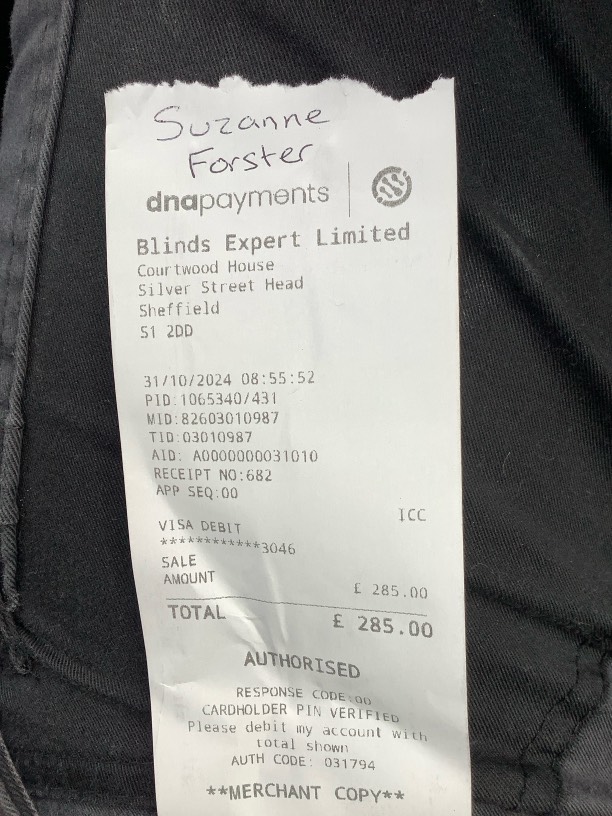 Suzanne
Forster
dnapayments
Blinds Expert Limited
Courtwood House
Silver Street Head
Sheffield
S1 2DD
31/10/2024 08:55:52
PID:1065340/431
MID:82603010987
TID:03010987
AID: A0000000031010
RECEIPT NO:682
APP SEQ:00
ICC
VISA DEBIT
************3046
SALE
AMOUNT £ 285.00
TOTAL £ 285.00
AUTHORISED
RESPONSE CODE:00
CARDHOLDER PIN VERIFIED
Please debit my account with
total shown
AUTH CODE: 031794
**MERCHANT COPY**